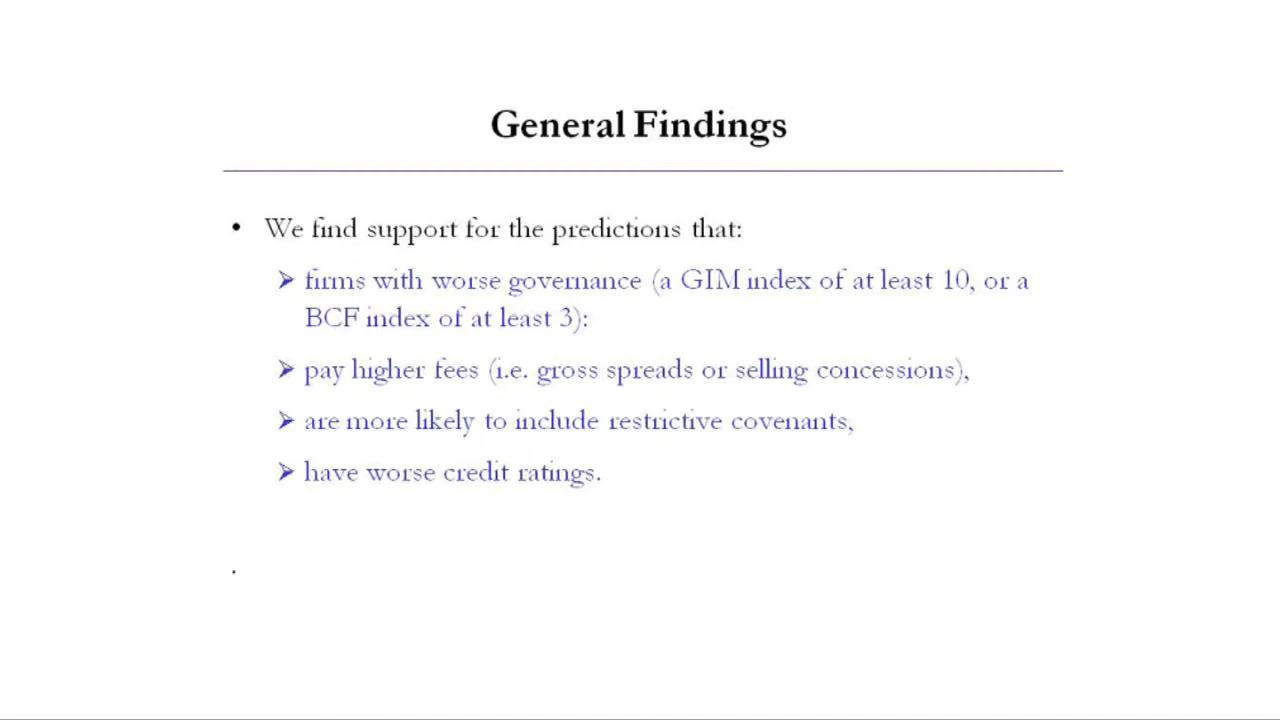 General Findings
• We find support for the predictions that:
➢ firms with worse governance (a GIM index of at least 10, or a
BCF index of at least 3):
➢ pay higher fees (i.e. gross spreads or selling concessions),
➢ are more likely to include restrictive covenants,
➢ have worse credit ratings.
.